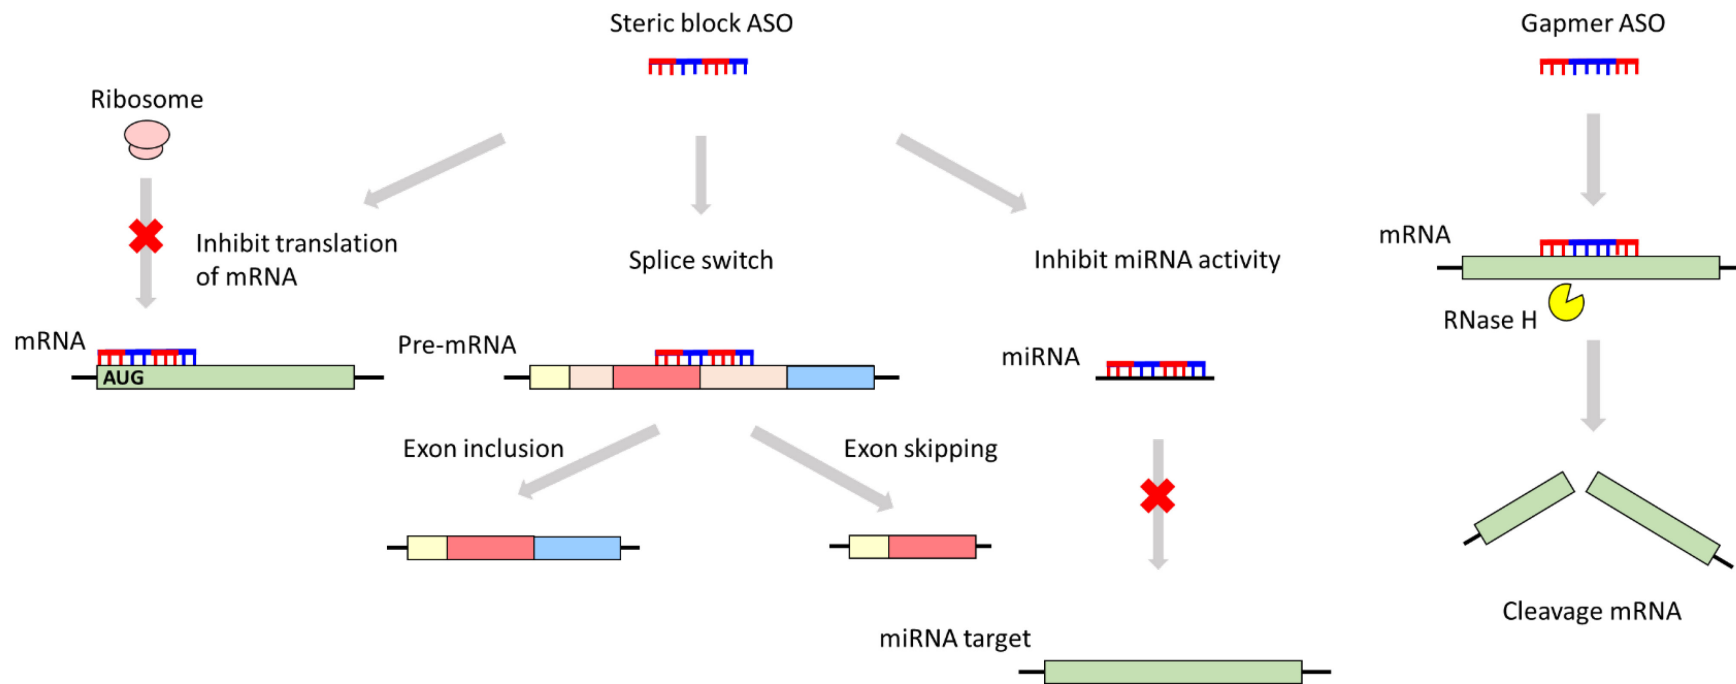 Steric block ASO
Gapmer ASO
Ribosome
Inhibit translation
of mRNA
Splice switch
Inhibit miRNA activity
mRNA
RNase H
mRNA
AUG
Pre-mRNA
miRNA
Exon inclusion
Exon skipping
Cleavage mRNA
miRNA target